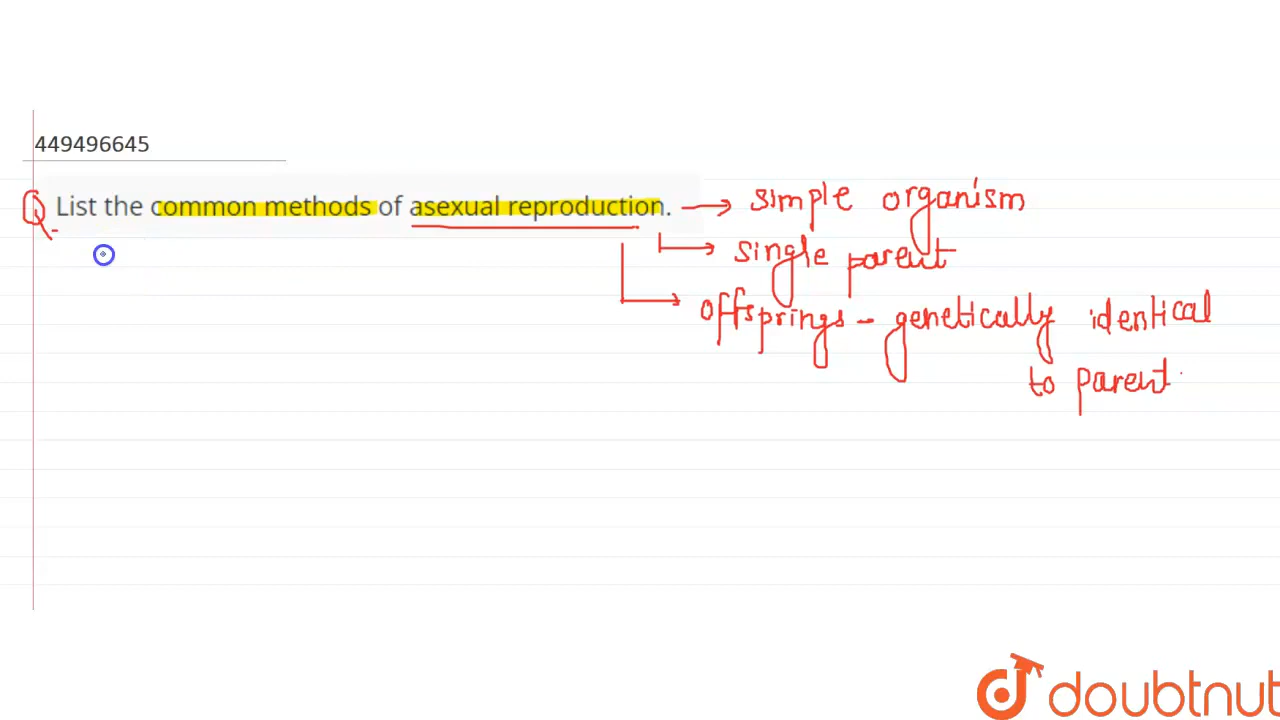 449496645
Q. List the common methods of asexual reproduction. → simple organism
→ single parent
→ offsprings - genetically identical
to parent.
doubtnut